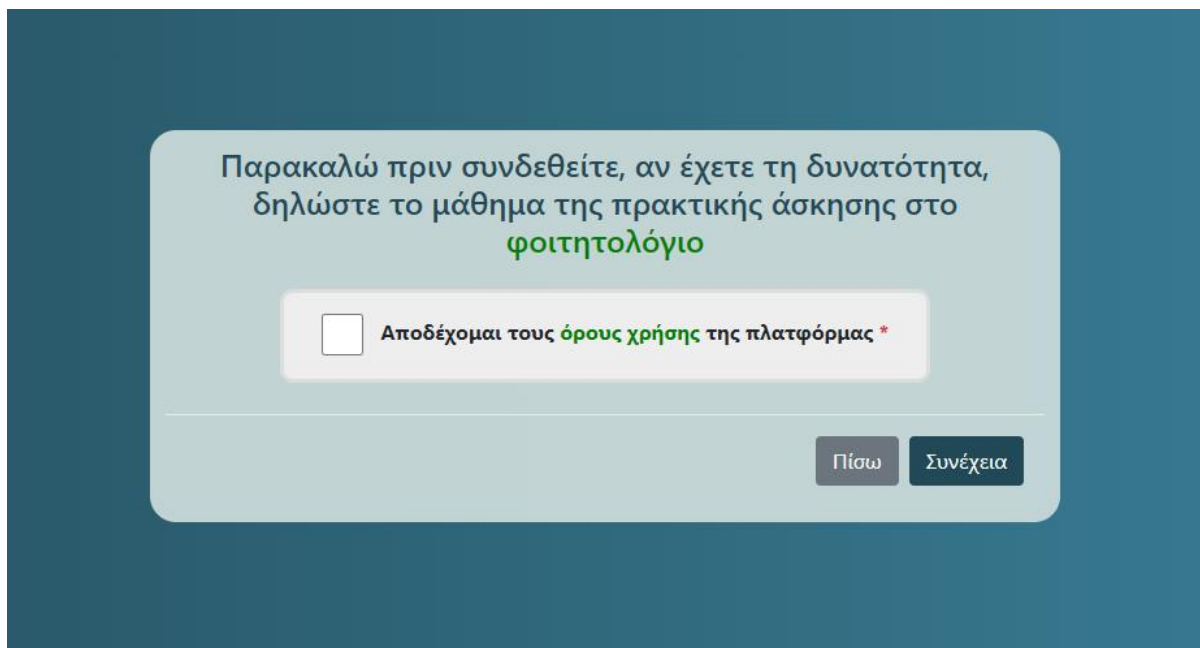 Παρακαλώ πριν συνδεθείτε, αν έχετε τη δυνατότητα,
δηλώστε το μάθημα της πρακτικής άσκησης στο
φοιτητολόγιο
Αποδέχομαι τους όρους χρήσης της πλατφόρμας *
Πίσω Συνέχεια